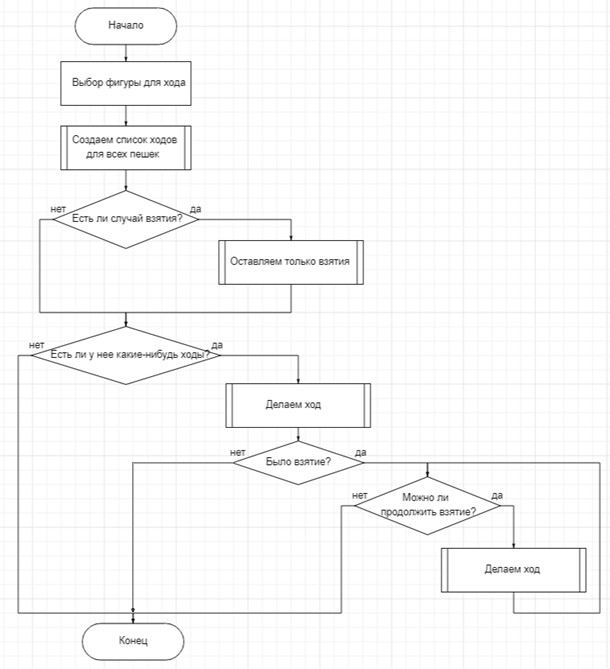 Начало
Выбор фигуры для хода
Создаем список ходов
для всех пешек
нет
да
Есть ли случай взятия?
Оставляем только взятия
нет
да
Есть ли у нее какие-нибудь ходы?
Делаем ход
нет
да
Было взятие?
нет
да
Можно ли
продолжить взятие?
Делаем ход
Конец